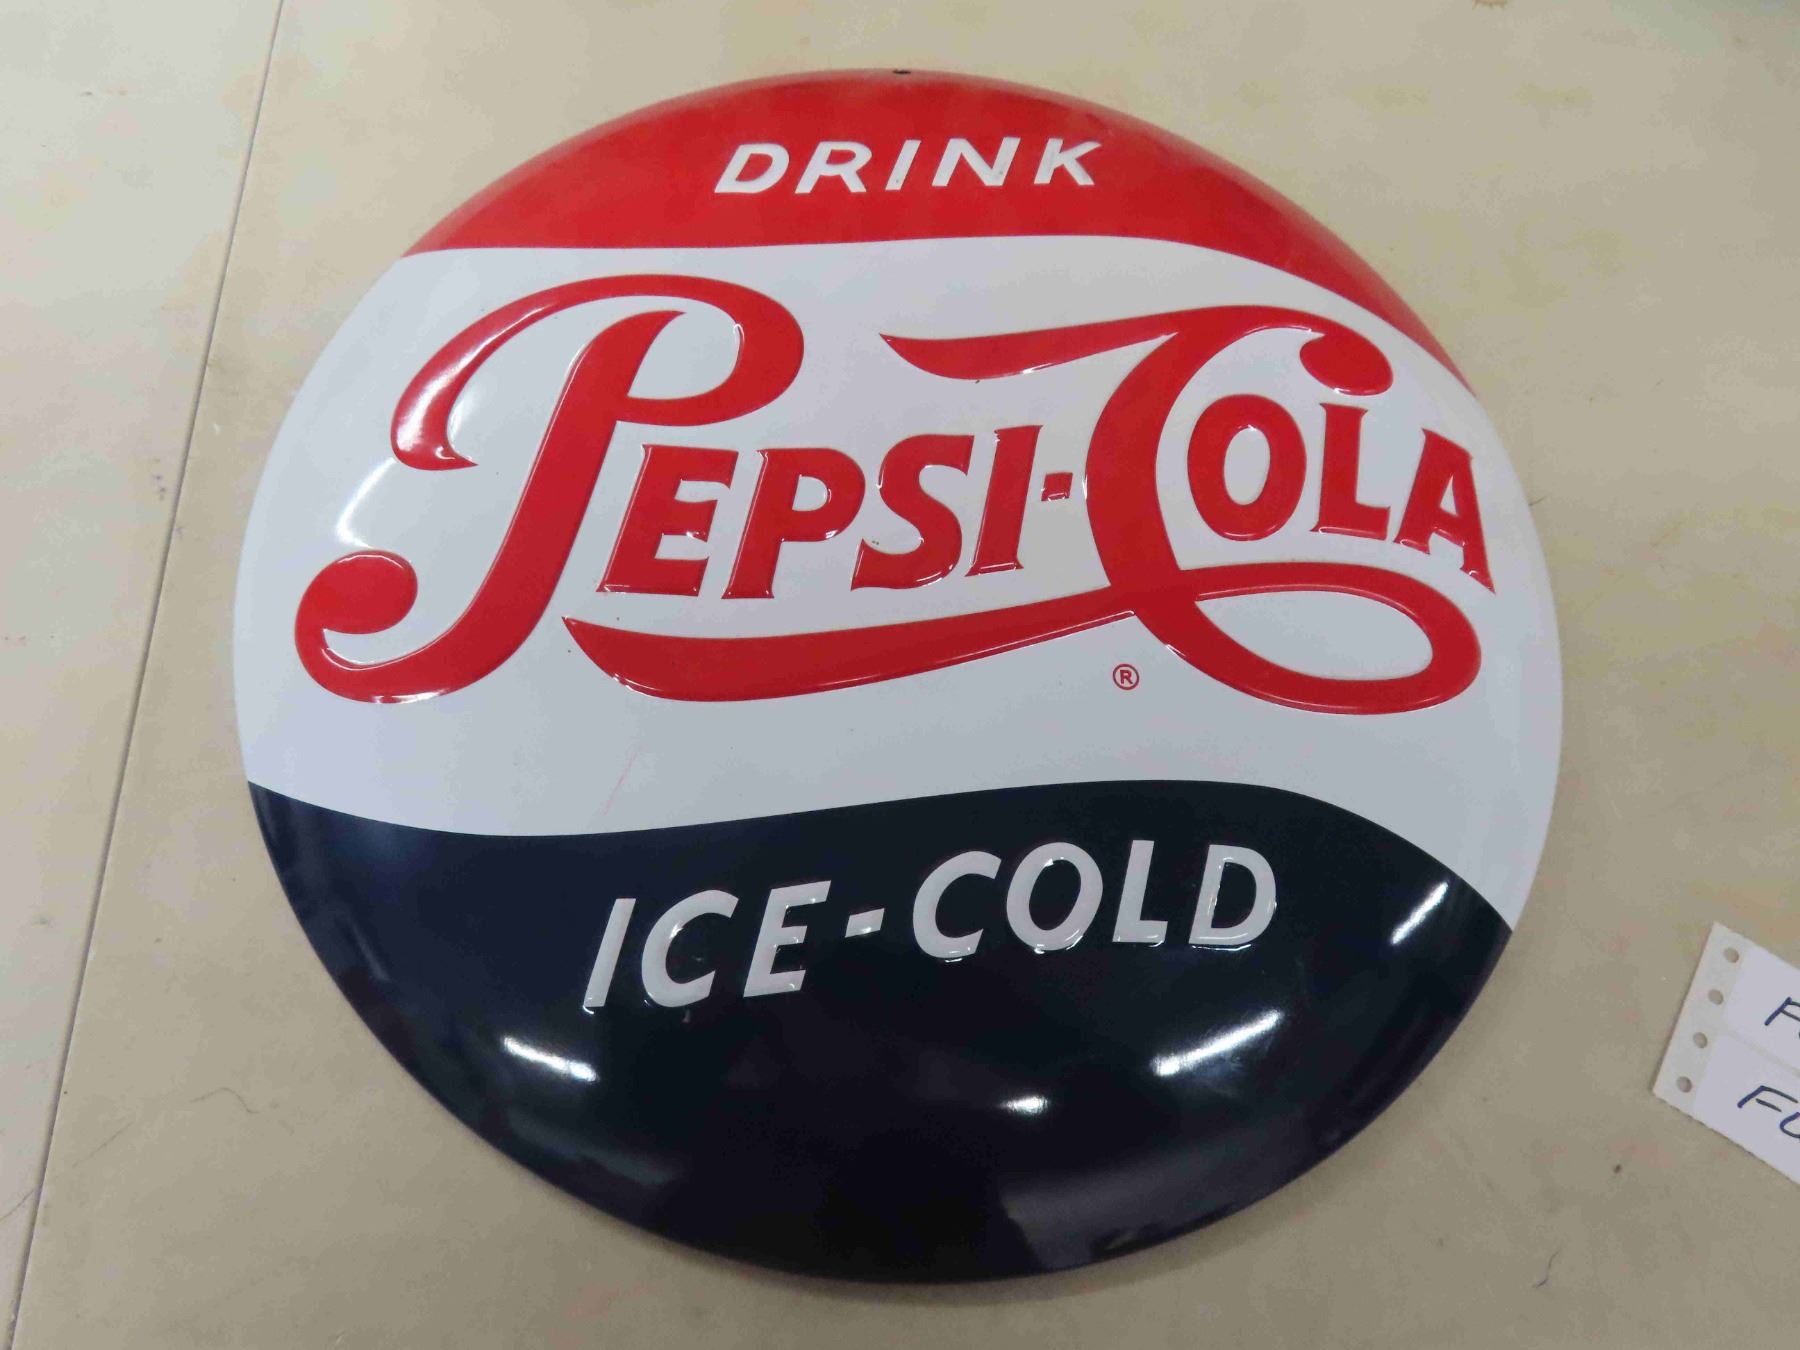 DRINK
PEPSI-COLA
®
ICE-COLD